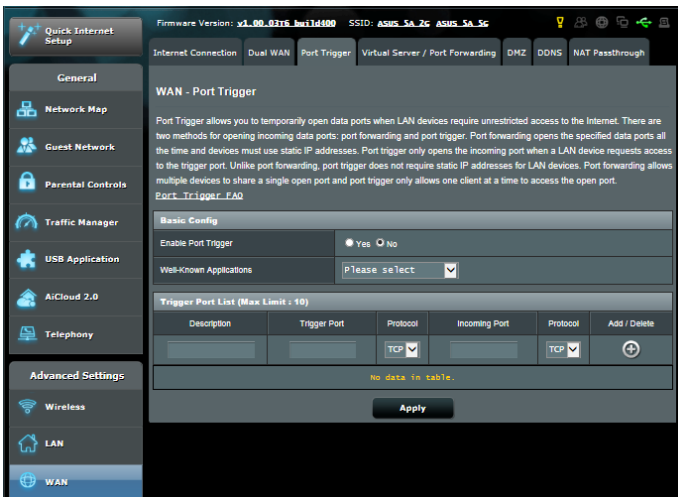 Quick Internet
Setup
General
Network Map
Guest Network
Parental Controls
Traffic Manager
USB Application
AiCloud 2.0
Telephony
Advanced Settings
Wireless
LAN
WAN
Firmware Version: v1.00.03T6 build400 SSID: ASUS 5A 2G ASUS 5A 5G
Internet Connection Dual WAN Port Trigger Virtual Server / Port Forwarding DMZ DDNS NAT Passthrough
WAN - Port Trigger
Port Trigger allows you to temporarily open data ports when LAN devices require unrestricted access to the Internet. There are
two methods for opening incoming data ports: port forwarding and port trigger. Port forwarding opens the specified data ports all
the time and devices must use static IP addresses. Port trigger only opens the incoming port when a LAN device requests access
to the trigger port. Unlike port forwarding, port trigger does not require static IP addresses for LAN devices. Port forwarding allows
multiple devices to share a single open port and port trigger only allows one client at a time to access the open port.
Port Trigger FAQ
Basic Config
Enable Port Trigger Yes No
Well-Known Applications Please select
Trigger Port List (Max Limit : 10)
Description Trigger Port Protocol Incoming Port Protocol Add / Delete
TCP TCP
No data in table.
Apply